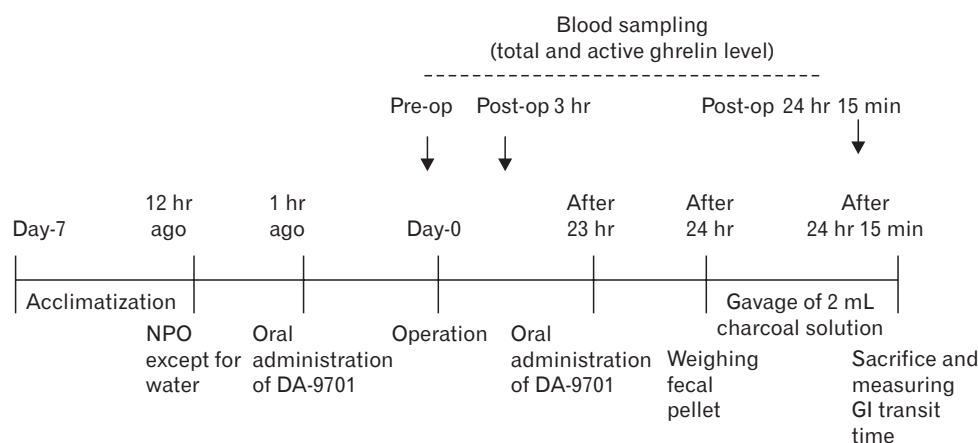 Blood sampling
(total and active ghrelin level)
Pre-op Post-op 3 hr Post-op 24 hr 15 min
12 hr 1 hr After After After
Day-7 ago ago Day-0 23 hr 24 hr 24 hr 15 min
Acclimatization
Gavage of 2 mL
charcoal solution
NPO
except for
water
Oral
administration
of DA-9701
Operation
Oral
administration
of DA-9701
Weighing
fecal
pellet
Sacrifice and
measuring
GI transit
time